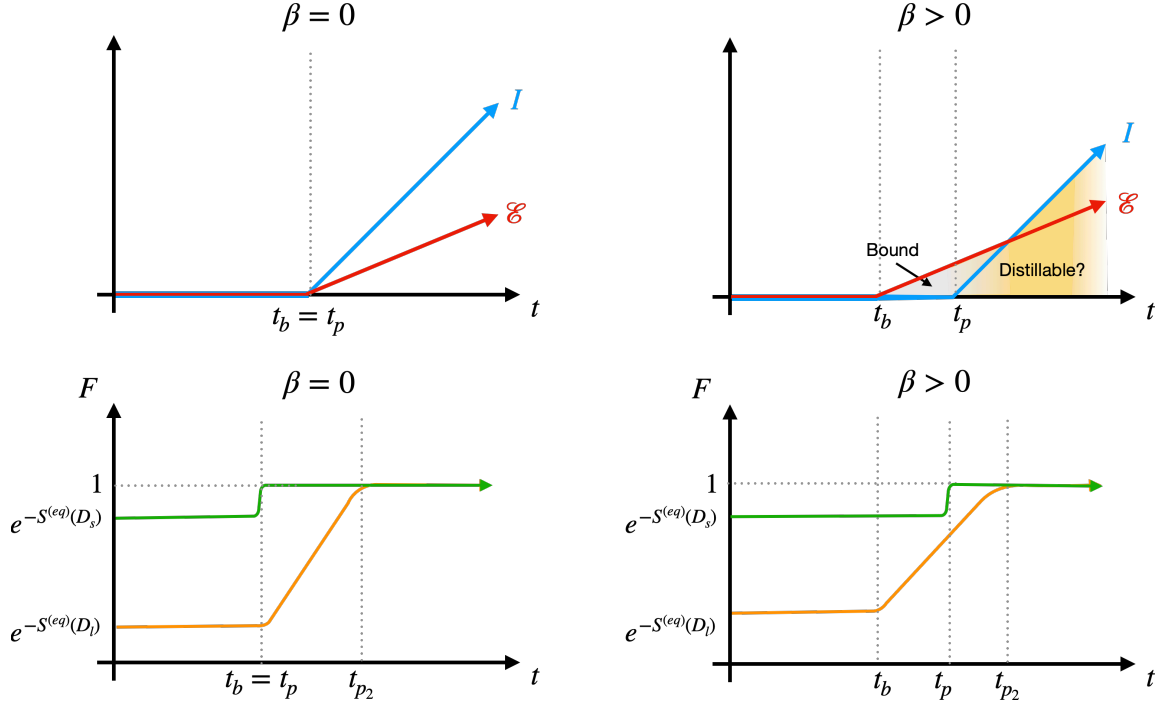 β = 0
I
ℰ
t_b = t_p
t
β > 0
I
ℰ
Bound
Distillable?
t_b
t_p
t
F
β = 0
1
e^{-S^{(eq)}(D_s)}
e^{-S^{(eq)}(D_l)}
t_b = t_p
t_{p_2}
t
F
β > 0
1
e^{-S^{(eq)}(D_s)}
e^{-S^{(eq)}(D_l)}
t_b
t_p
t_{p_2}
t